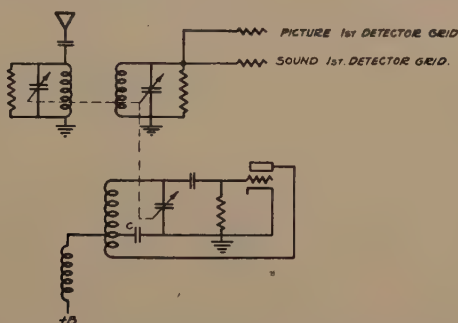 PICTURE 1ST DETECTOR GRID
SOUND 1ST. DETECTOR GRID.
C
+B